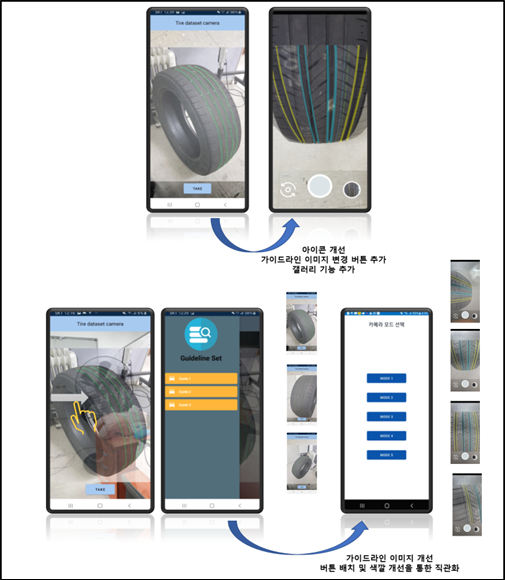 Tire dataset camera
TAKE
아이콘 개선
가이드라인 이미지 변경 버튼 추가
갤러리 기능 추가
Tire dataset camera
TAKE
Guideline Set
카메라 모드 선택
MODE 1
MODE 2
MODE 3
MODE 4
MODE 5
가이드라인 이미지 개선
버튼 배치 및 색깔 개선을 통한 직관화